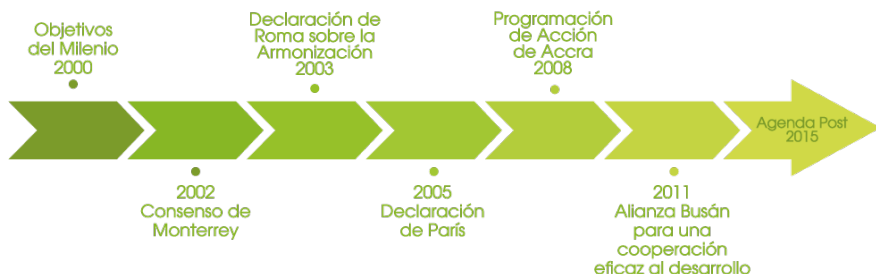 Objetivos
del Milenio
2000
2002
Consenso de
Monterrey
Declaración de
Roma sobre la
Armonización
2003
2005
Declaración
de París
Programación
de Acción
de Accra
2008
2011
Alianza Busán
para una
cooperación
eficaz al desarrollo
Agenda Post
2015